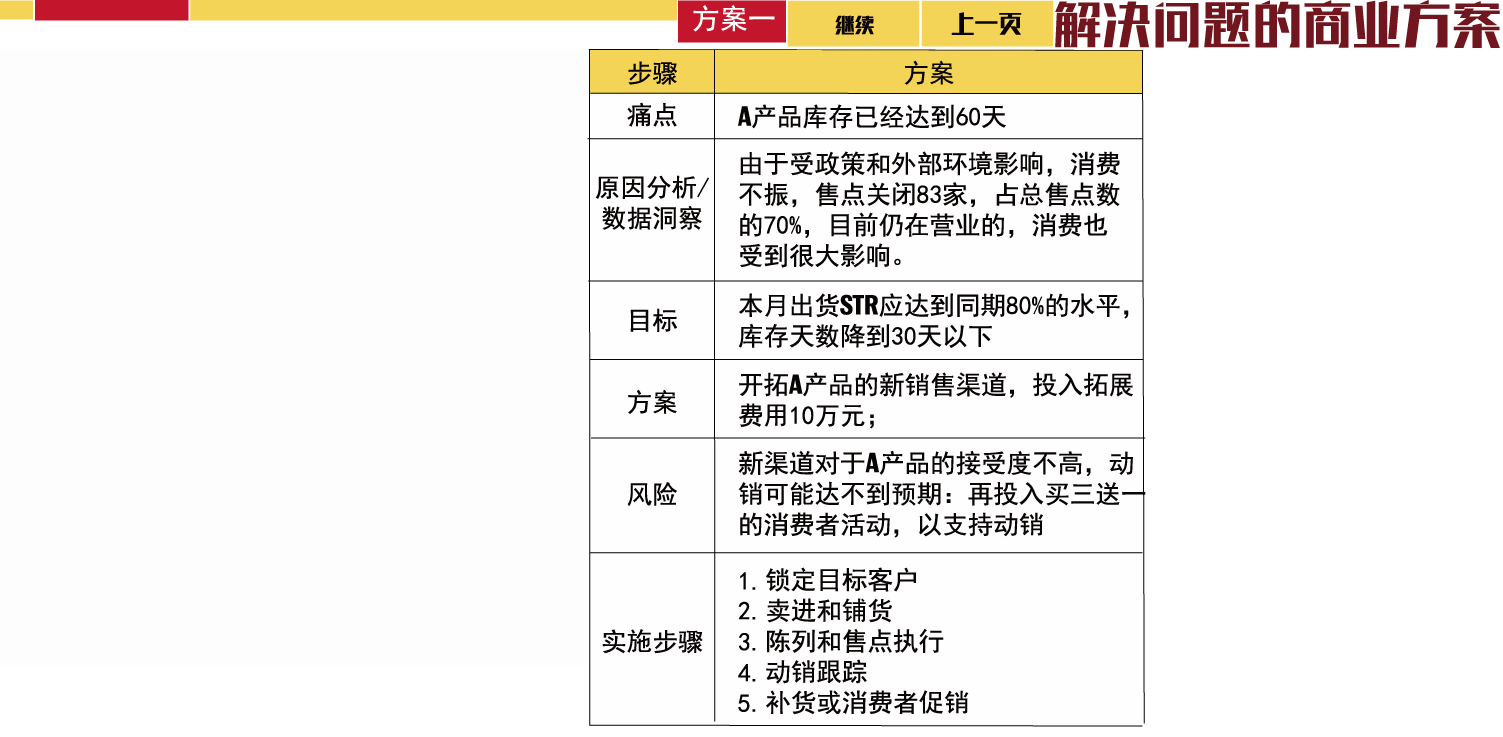 方案一
继续
上一页
解决问题的商业方案
步骤
方案
痛点
A产品库存已经达到60天
原因分析/
数据洞察
由于受政策和外部环境影响，消费
不振，售点关闭83家，占总售点数
的70%，目前仍在营业的，消费也
受到很大影响。
目标
本月出货STR应达到同期80%的水平，
库存天数降到30天以下
方案
开拓A产品的新销售渠道，投入拓展
费用10万元；
风险
新渠道对于A产品的接受度不高，动
销可能达不到预期：再投入买三送一
的消费者活动，以支持动销
实施步骤
1. 锁定目标客户
2. 卖进和铺货
3. 陈列和售点执行
4. 动销跟踪
5. 补货或消费者促销